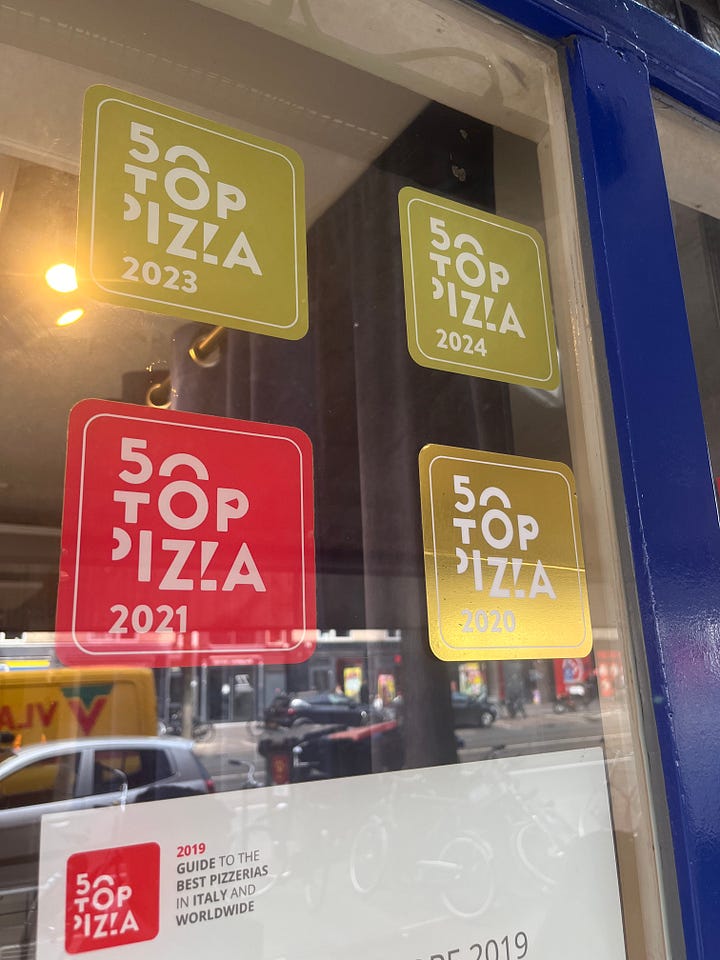 50
TOP
PIZZA
2023
50
TOP
PIZZA
2024
50
TOP
PIZZA
2021
50
TOP
PIZZA
2020
50
TOP
PIZZA
2019
GUIDE TO THE
BEST PIZZERIAS
IN ITALY AND
WORLDWIDE
2019